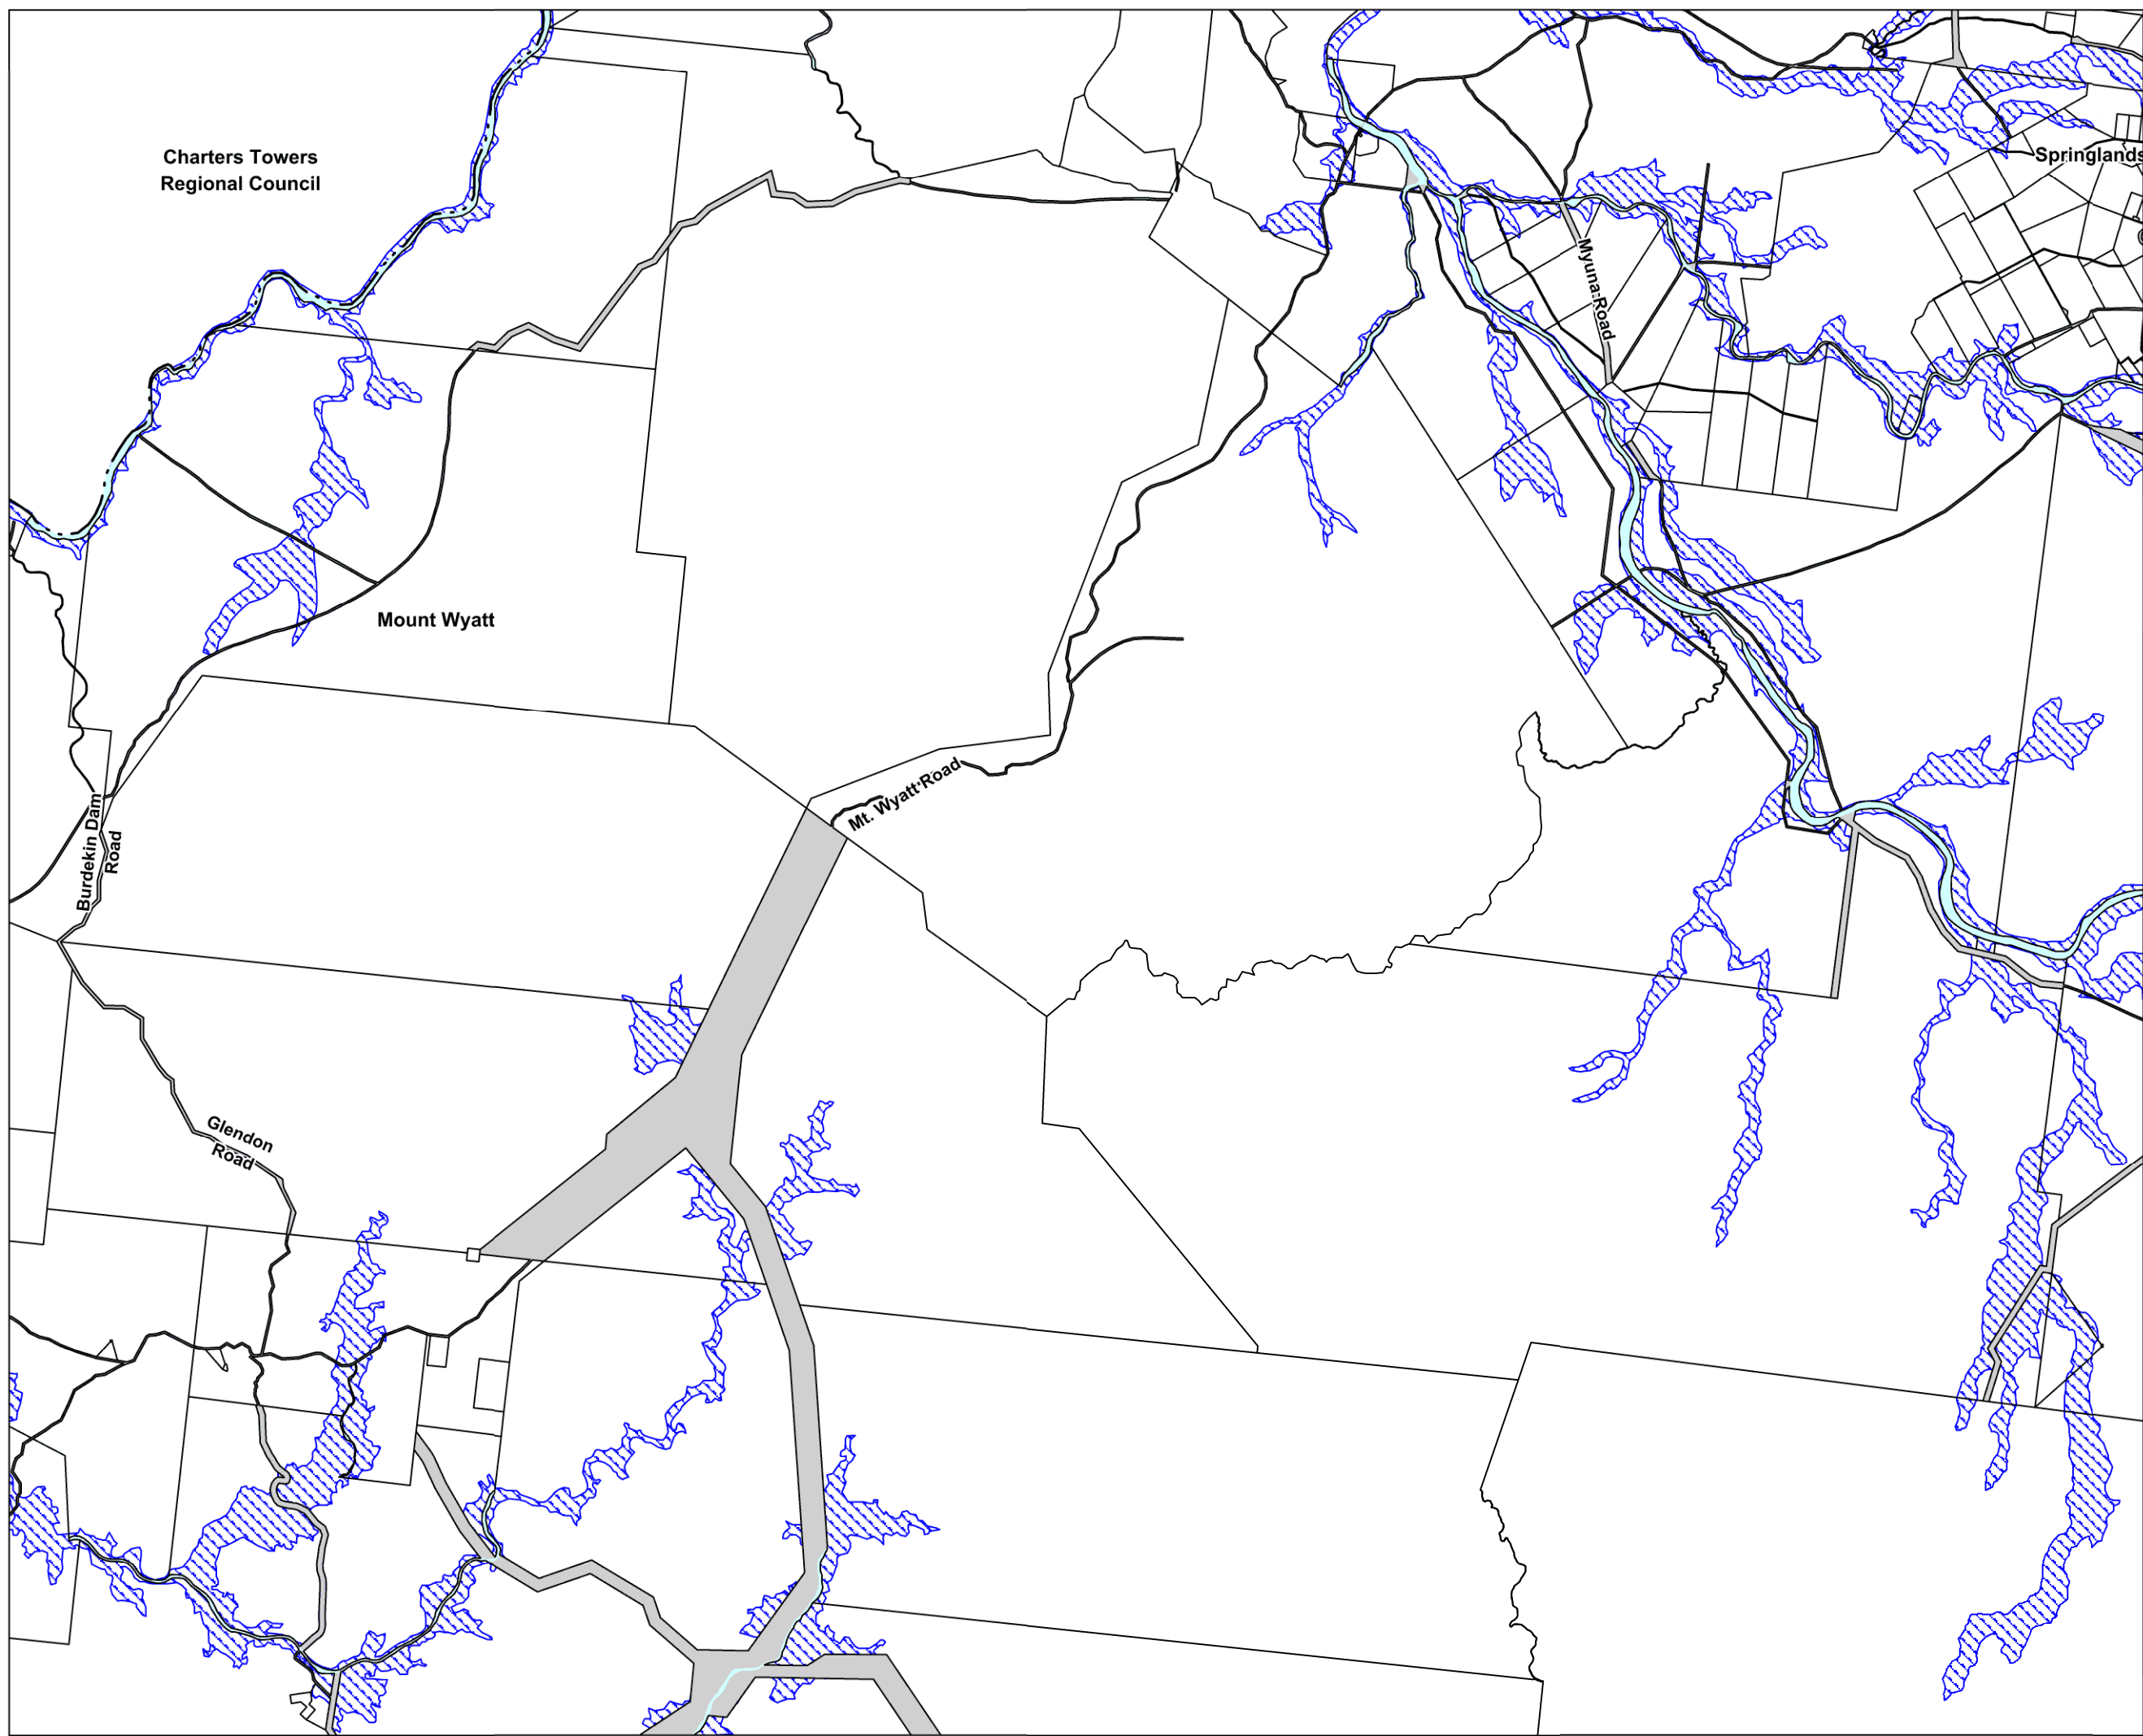 Charters Towers
Regional Council
Springlands
Myuna Road
Mount Wyatt
Mt. Wyatt Road
Burdekin Dam
Road
Glendon
Road